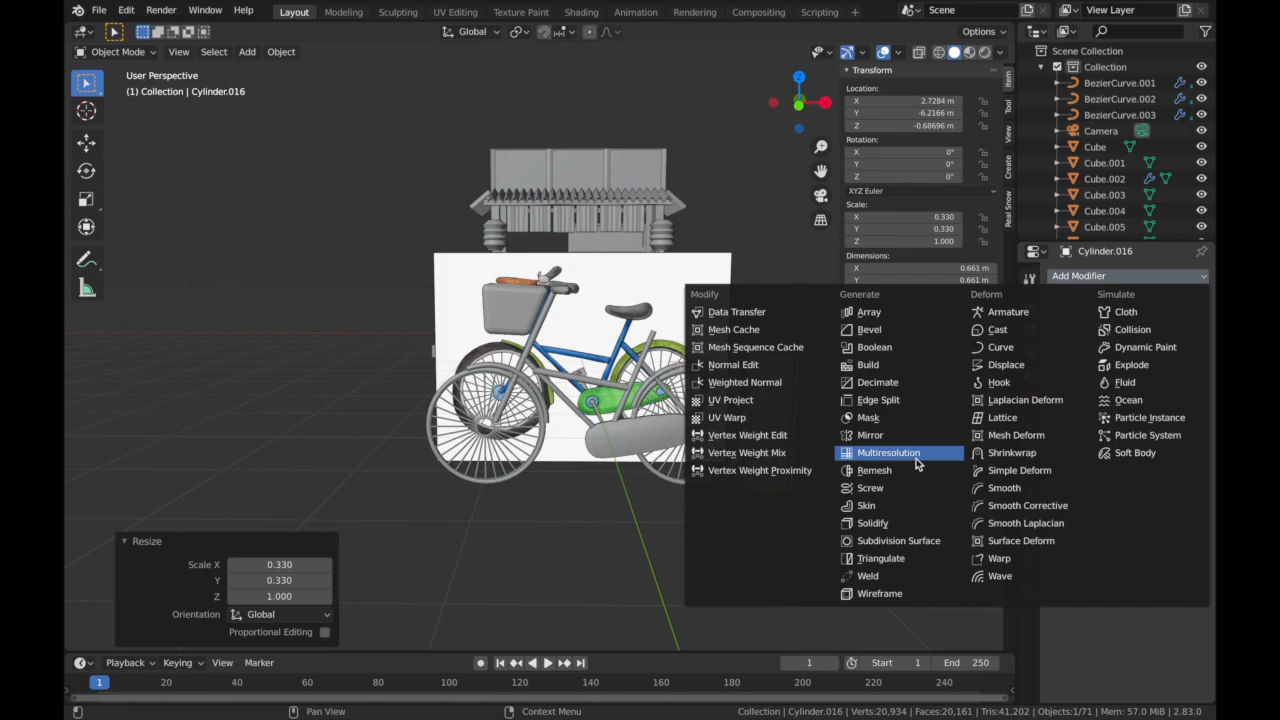 File Edit Render Window Help Layout Modeling Sculpting UV Editing Texture Paint Shading Animation Rendering Compositing Scripting + Scene View Layer
Global Options
Object Mode View Select Add Object
Scene Collection
User Perspective
(1) Collection | Cylinder.016
Transform
Location:
X 2.7284 m
Y -6.2166 m
Z -0.68696 m
Rotation:
X 0°
Y 0°
Z 0°
XYZ Euler
Scale:
X 0.330
Y 0.330
Z 1.000
Dimensions:
X 0.661 m
Y 0.661 m
Item
Tool
View
Create
Real Snow
Z
X
Collection
BezierCurve.001
BezierCurve.002
BezierCurve.003
Camera
Cube
Cube.001
Cube.002
Cube.003
Cube.004
Cube.005
Cylinder.016
Add Modifier
Modify
Data Transfer
Mesh Cache
Mesh Sequence Cache
Normal Edit
Weighted Normal
UV Project
UV Warp
Vertex Weight Edit
Vertex Weight Mix
Vertex Weight Proximity
Generate
Array
Bevel
Boolean
Build
Decimate
Edge Split
Mask
Mirror
Multiresolution
Remesh
Screw
Skin
Solidify
Subdivision Surface
Triangulate
Weld
Wireframe
Deform
Armature
Cast
Curve
Displace
Hook
Laplacian Deform
Lattice
Mesh Deform
Shrinkwrap
Simple Deform
Smooth
Smooth Corrective
Smooth Laplacian
Surface Deform
Warp
Wave
Simulate
Cloth
Collision
Dynamic Paint
Explode
Fluid
Ocean
Particle Instance
Particle System
Soft Body
Resize
Scale X 0.330
Y 0.330
Z 1.000
Orientation Global
Proportional Editing
Playback Keying View Marker 1 Start 1 End 250
1 20 40 60 80 100 120 140 160 180 200 220 240
Pan View Context Menu Collection | Cylinder.016 | Verts:20,934 | Faces:20,161 | Tris:41,202 | Objects:1/71 | Mem: 57.0 MiB | 2.83.0